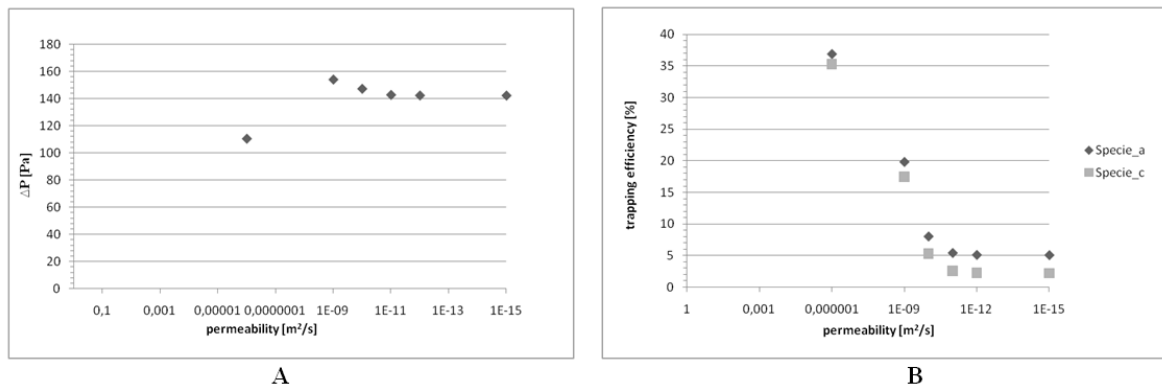 180
160
140
120
100
80
60
40
20
0
ΔP [Pa]
0,1 0,001 0,00001 0,0000001 1E-09 1E-11 1E-13 1E-15
permeability [m²/s]
A
40
35
30
25
20
15
10
5
0
trapping efficiency [%]
1 0,001 0,000001 1E-09 1E-12 1E-15
permeability [m²/s]
Specie_a
Specie_c
B